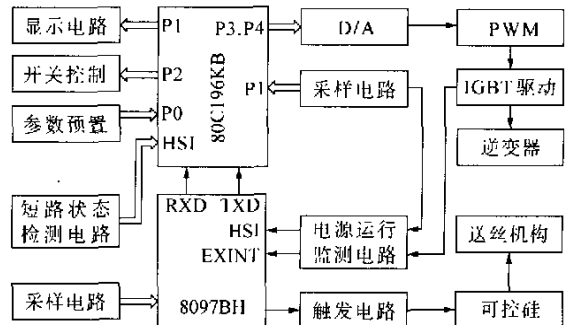 显示电路
P1
P3.P4
D/A
PWM
开关控制
P2
80C196KB
P1
采样电路
IGBT驱动
参数预置
P0
HSI
逆变器
短路状态
检测电路
RXD
TXD
HSI
EXINT
电源运行
监测电路
送丝机构
采样电路
8097BH
触发电路
可控硅